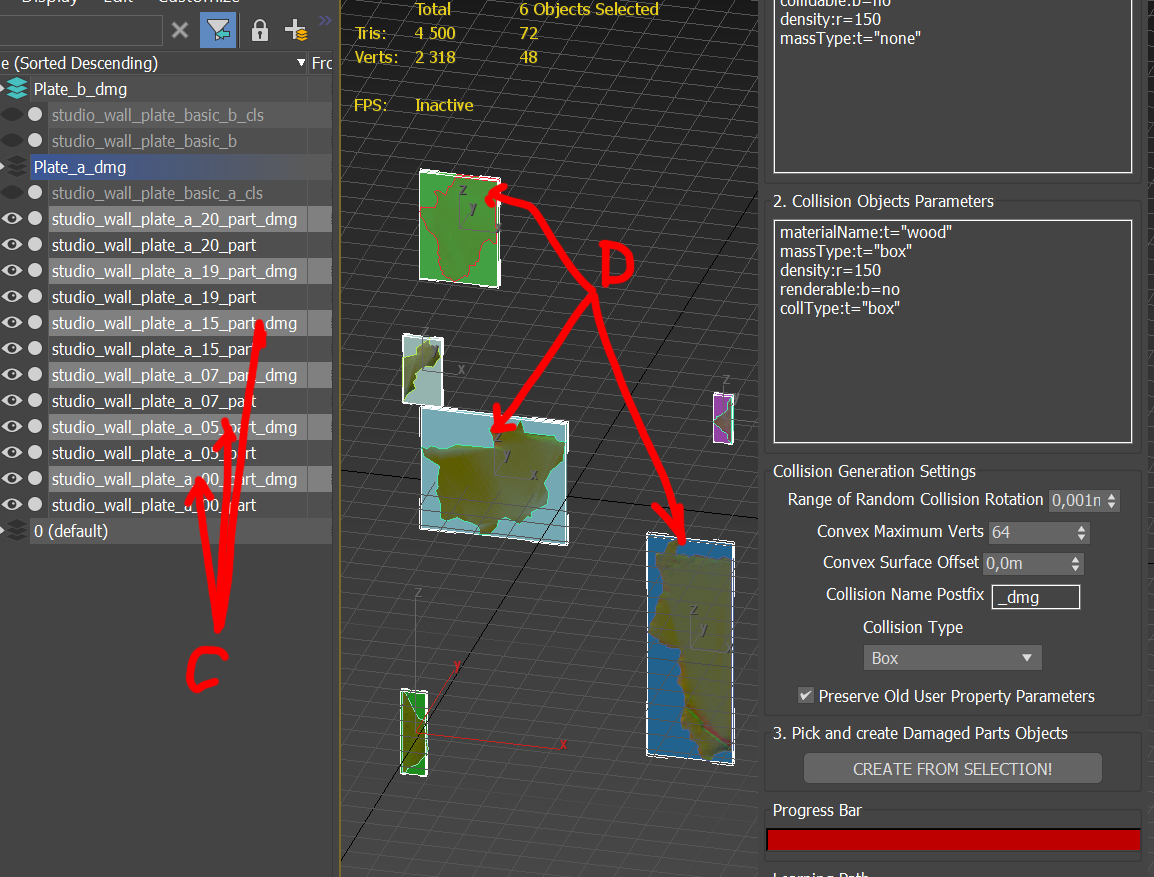 Display Edit Customize
»
e (Sorted Descending) ▼ Fro
Plate_b_dmg
studio_wall_plate_basic_b_cls
studio_wall_plate_basic_b
Plate_a_dmg
studio_wall_plate_basic_a_cls
studio_wall_plate_a_20_part_dmg
studio_wall_plate_a_20_part
studio_wall_plate_a_19_part_dmg
studio_wall_plate_a_19_part
studio_wall_plate_a_15_part_dmg
studio_wall_plate_a_15_part
studio_wall_plate_a_07_part_dmg
studio_wall_plate_a_07_part
studio_wall_plate_a_05_part_dmg
studio_wall_plate_a_05_part
studio_wall_plate_a_00_part_dmg
studio_wall_plate_a_00_part
0 (default)
C
Total 6 Objects Selected
Tris: 4 500 72
Verts: 2 318 48
FPS: Inactive
D
z
y
x
z
x
z
y
x
z
z
y
x
z
y
x
collidable:b=no
density:r=150
massType:t="none"
2. Collision Objects Parameters
materialName:t="wood"
massType:t="box"
density:r=150
renderable:b=no
collType:t="box"
Collision Generation Settings
Range of Random Collision Rotation 0,001m
Convex Maximum Verts 64
Convex Surface Offset 0,0m
Collision Name Postfix _dmg
Collision Type
Box
Preserve Old User Property Parameters
3. Pick and create Damaged Parts Objects
CREATE FROM SELECTION!
Progress Bar
Learning Path